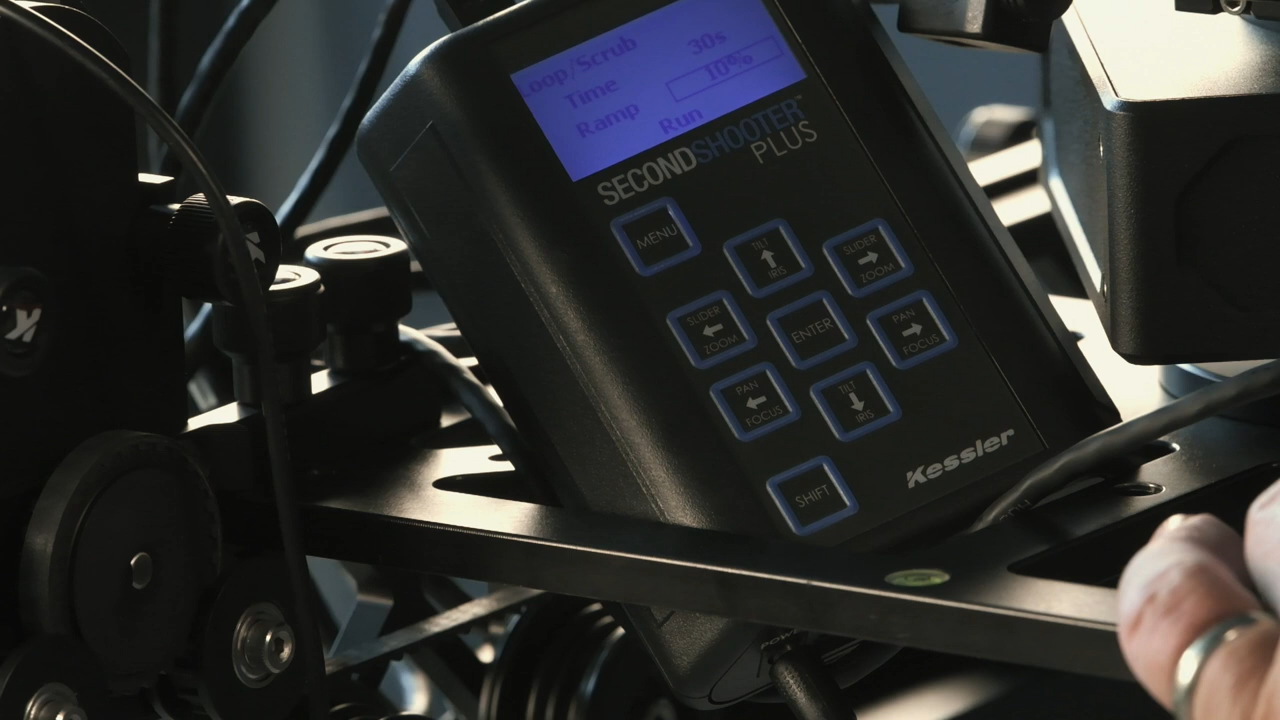 Loop/Scrub
Time 30s
Ramp 10%
Run
SECONDSHOOTER™
PLUS
MENU
TILT
IRIS
SLIDER
ZOOM
SLIDER
ZOOM
ENTER
PAN
FOCUS
PAN
FOCUS
TILT
IRIS
SHIFT
Kessler